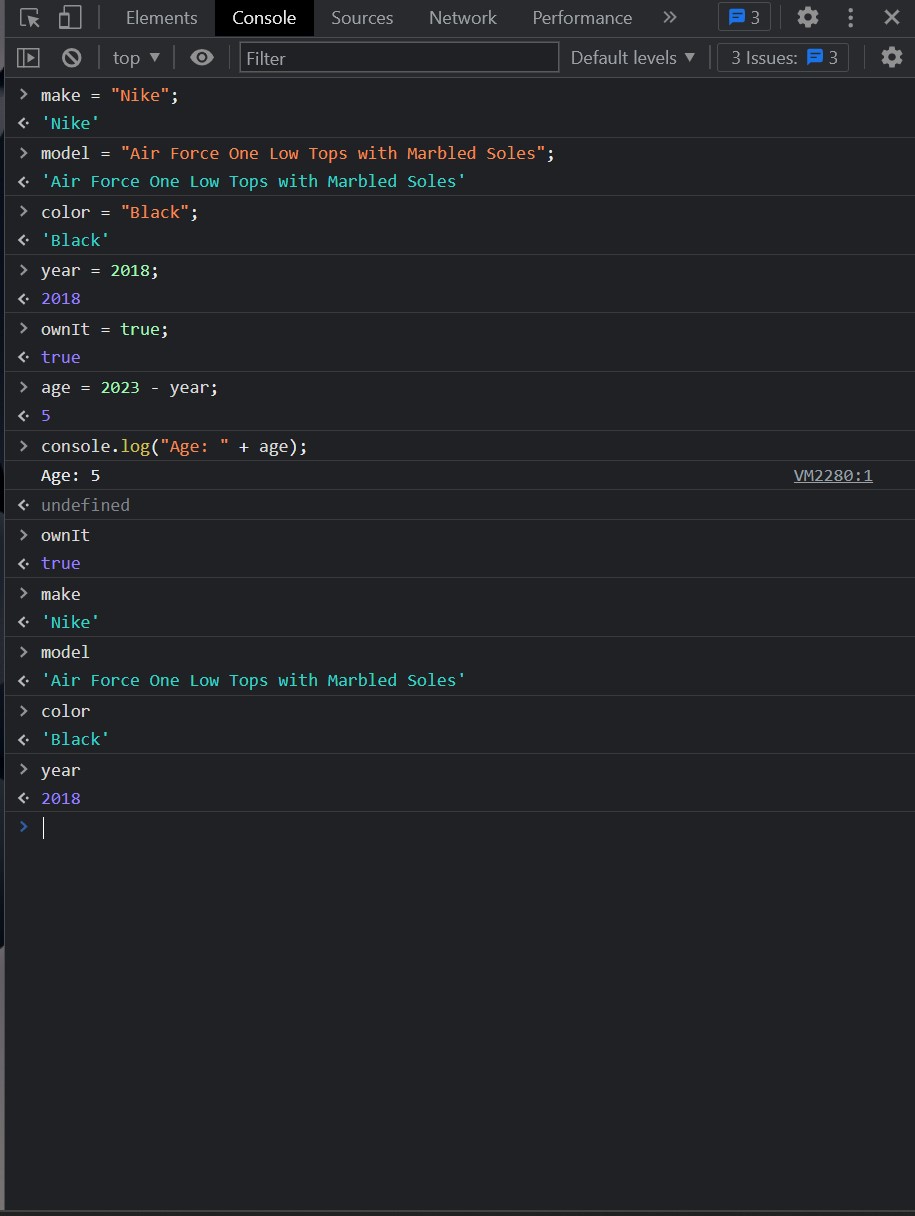 Elements Console Sources Network Performance 3
top Filter Default levels 3 Issues: 3
make = "Nike";
'Nike'
model = "Air Force One Low Tops with Marbled Soles";
'Air Force One Low Tops with Marbled Soles'
color = "Black";
'Black'
year = 2018;
2018
ownIt = true;
true
age = 2023 - year;
5
console.log("Age: " + age);
Age: 5 VM2280:1
undefined
ownIt
true
make
'Nike'
model
'Air Force One Low Tops with Marbled Soles'
color
'Black'
year
2018